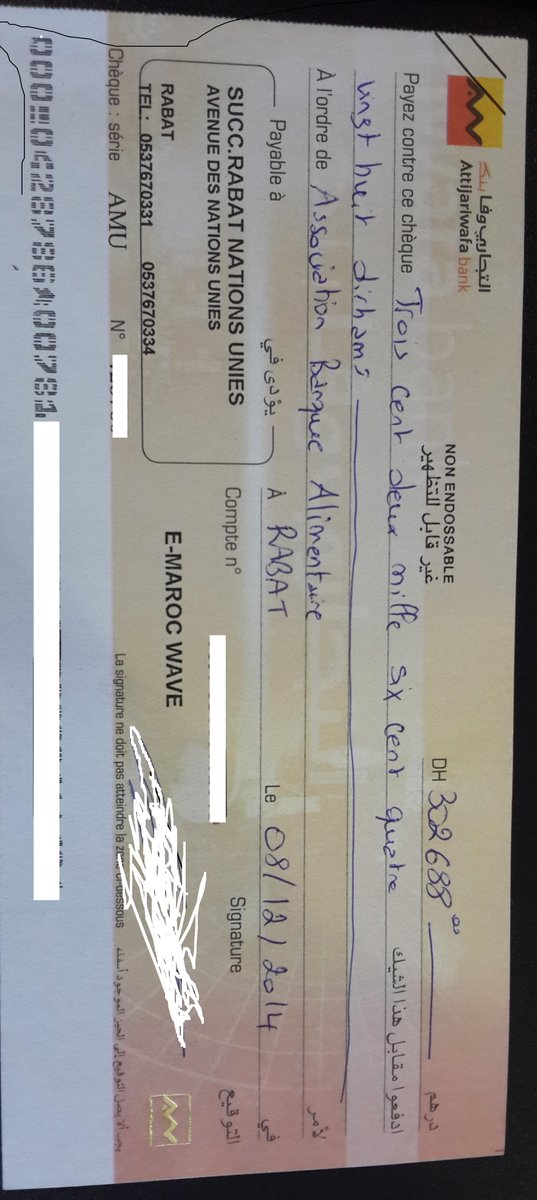 التجاري وفا بنك
Attijariwafa bank
NON ENDOSSABLE
غير قابل للتظهير
DH 302688,00 درهم
Payez contre ce chèque Trois cent deux mille six cent quatre ادفعوا مقابل هذا الشيك
vingt huit dirhams
À l'ordre de Association Banque Alimentaire لأمر
Payable à يؤدى في À RABAT Le 08/12/2014 في
SUCC.RABAT NATIONS UNIES
AVENUE DES NATIONS UNIES
Compte n° Signature التوقيع
RABAT
TEL: 0537670331 0537670334
E-MAROC WAVE
Chèque : série AMU N°
La signature ne doit pas atteindre la zone ci-dessous يجب ألا يصل التوقيع إلى الحيز الموجود أسفله